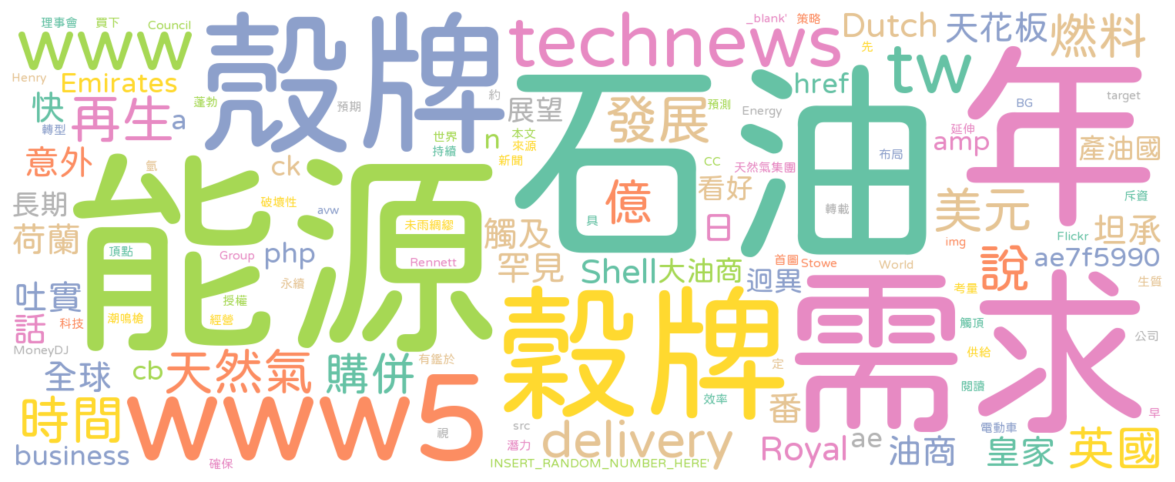 理事會
賣下
Council
www
Henry
Emirates
殼牌
technews
_blank'
策略
Dutch
先
天花板
燃料
快
轉型
再生
a
蓬勃
預期
約
展望
n
世界
持續
本文
來源
新聞
發展
預測
Energy
href
tw
年
BG
target
amp
延伸
產油國
意外
氫
ck
石油
cc
天然氣集團
看好
布局
斥資
長期
能源
破壞性
avw
未雨綢繆
觸及
具
億
日
轉載
美元
Flickr
坦承
荷蘭
頂點
Group
php
Rennett
罕見
Shell
大油商
首圖
Stowe
迥異
World
img
說
ae7f5990
吐實
永續
授權
考量
生質
話
科技
潮鳴槍
經營
穀牌
需求
觸頂
MoneyDJ
有鑑於
定
供給
公司
全球
cb
天然氣
購併
閱讀
時間
www
5
視
效率
番
早
src
潛力
delivery
電動車
business
確保
INSERT_RANDOM_NUMBER_HERE'
Royal
ae
油商
皇家
英國